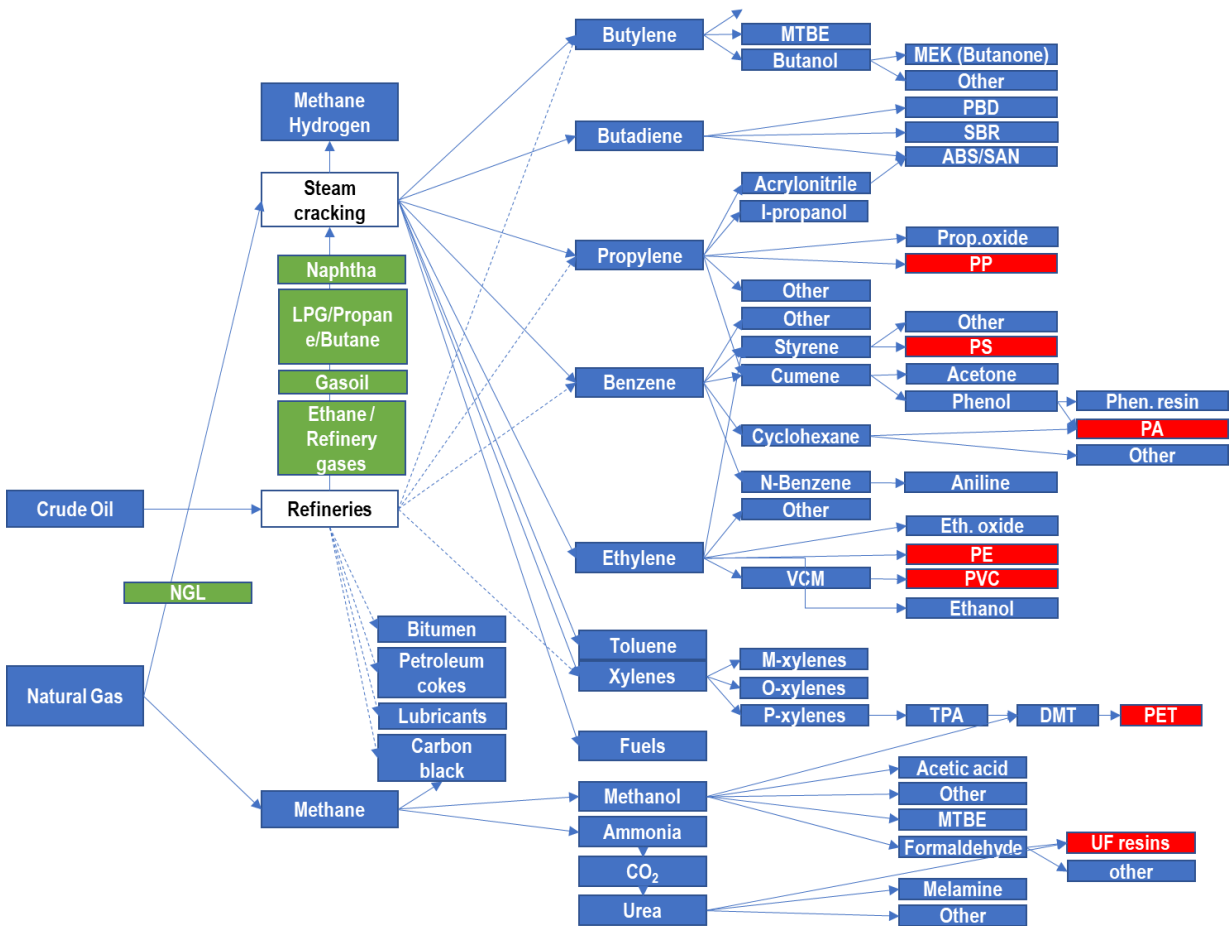 Butylene
MTBE
Butanol
MEK (Butanone)
Other
Methane
Hydrogen
PBD
Butadiene
SBR
ABS/SAN
Steam
cracking
Acrylonitrile
I-propanol
Propylene
Prop.oxide
PP
Naphtha
LPG/Propan
e/Butane
Other
Other
Other
Styrene
PS
Gasoil
Benzene
Cumene
Acetone
Phenol
Phen. resin
Ethane /
Refinery
gases
Cyclohexane
PA
Other
N-Benzene
Aniline
Crude Oil
Refineries
Other
Eth. oxide
Ethylene
PE
VCM
PVC
NGL
Ethanol
Bitumen
Toluene
Petroleum
cokes
Xylenes
M-xylenes
O-xylenes
Natural Gas
Lubricants
P-xylenes
TPA
DMT
PET
Carbon
black
Fuels
Acetic acid
Methane
Methanol
Other
MTBE
Ammonia
Formaldehyde
UF resins
other
CO₂
Melamine
Urea
Other